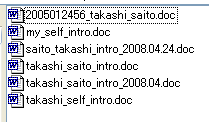 2005012456_takashi_saito.doc
my_self_intro.doc
saito_takashi_intro_2008.04.24.doc
takashi_saito_intro.doc
takashi_saito_intro_2008.04.doc
takashi_self_intro.doc